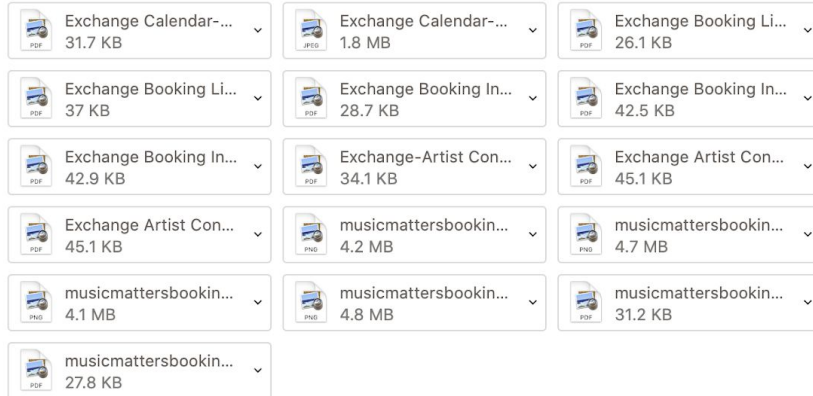 Exchange Calendar-...
31.7 KB
PDF
Exchange Calendar-...
1.8 MB
JPEG
Exchange Booking Li...
26.1 KB
PDF
Exchange Booking Li...
37 KB
PDF
Exchange Booking In...
28.7 KB
PDF
Exchange Booking In...
42.5 KB
PDF
Exchange Booking In...
42.9 KB
PDF
Exchange-Artist Con...
34.1 KB
PDF
Exchange Artist Con...
45.1 KB
PDF
Exchange Artist Con...
45.1 KB
PDF
musicmattersbookin...
4.2 MB
PNG
musicmattersbookin...
4.7 MB
PNG
musicmattersbookin...
4.1 MB
PNG
musicmattersbookin...
4.8 MB
PNG
musicmattersbookin...
31.2 KB
PDF
musicmattersbookin...
27.8 KB
PDF